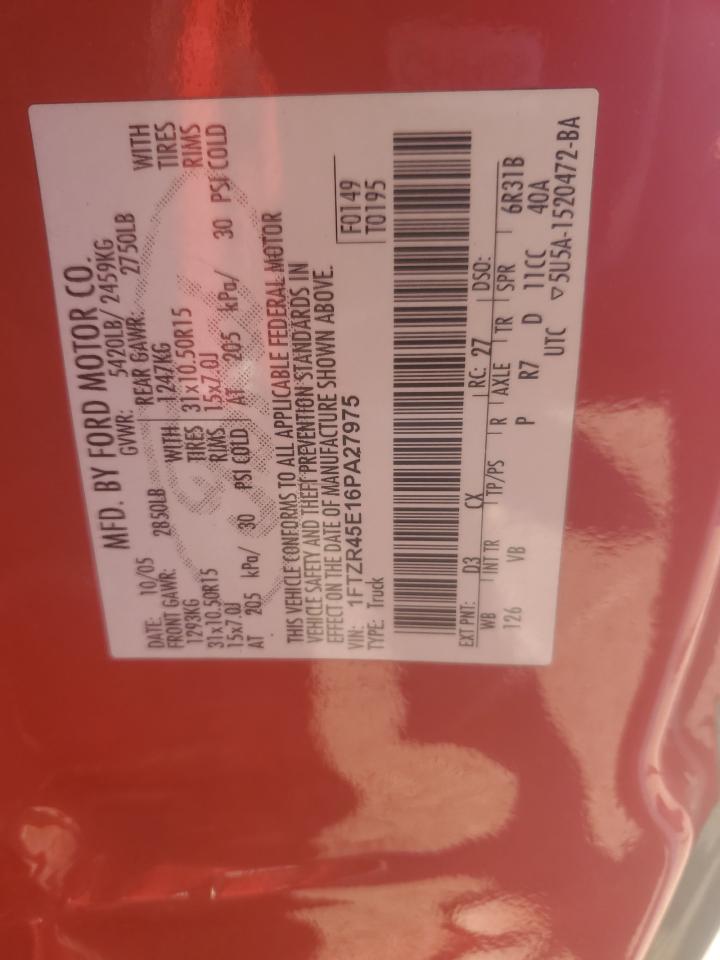 MFD. BY FORD MOTOR CO.
DATE: 10/05 GVWR: 5420LB/ 2459KG
FRONT GAWR: 2850LB REAR GAWR: 2750LB
1293KG WITH 1247KG WITH
31x10.50R15 TIRES 31x10.50R15 TIRES
15x7.0J RIMS 15x7.0J RIMS
AT 205 kPa/ 30 PSI COLD AT 205 kPa/ 30 PSI COLD
THIS VEHICLE CONFORMS TO ALL APPLICABLE FEDERAL MOTOR
VEHICLE SAFETY AND THEFT PREVENTION STANDARDS IN
EFFECT ON THE DATE OF MANUFACTURE SHOWN ABOVE.
VIN: 1FTZR45E16PA27975 F0149
TYPE: Truck T0195
EXT PNT: D3 CX RC: 27 DSO:
WB INT TR TP/PS R AXLE TR SPR 6R31B
126 VB P R7 D 11CC 40A
UTC ▽5U5A-1520472-BA